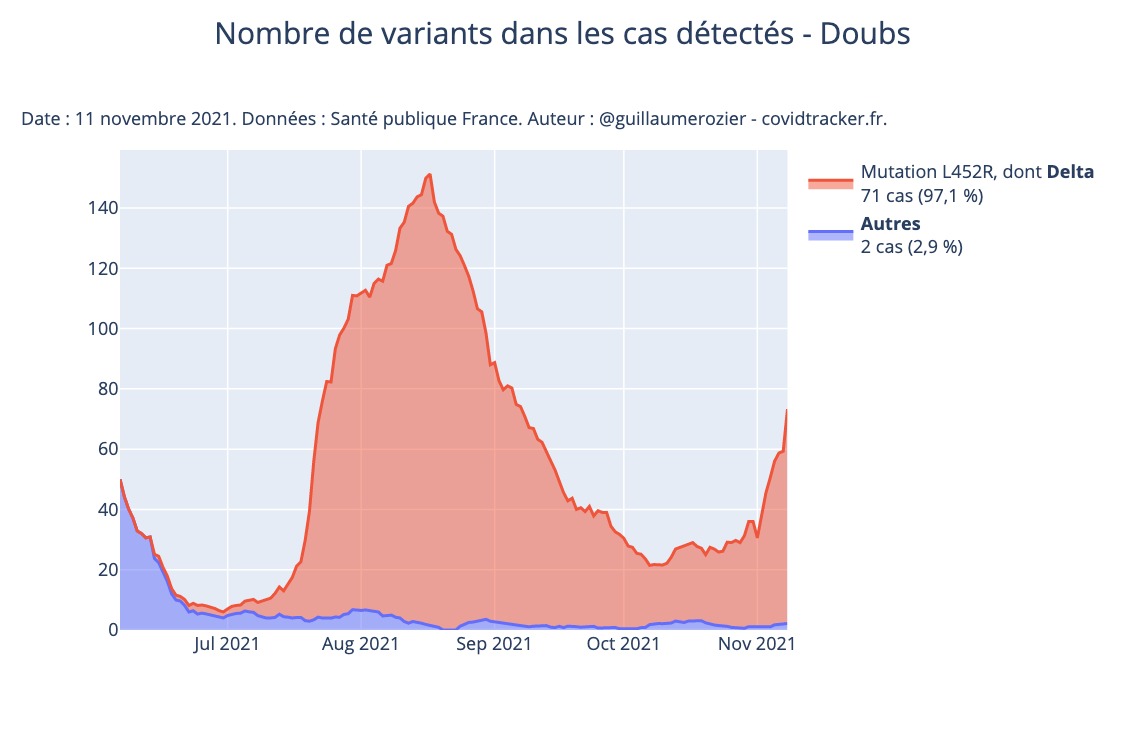 Nombre de variants dans les cas détectés - Doubs
Date : 11 novembre 2021. Données : Santé publique France. Auteur : @guillaumerozier - covidtracker.fr.
Mutation L452R, dont Delta
71 cas (97,1 %)
Autres
2 cas (2,9 %)
140
120
100
80
60
40
20
0
Jul 2021 Aug 2021 Sep 2021 Oct 2021 Nov 2021